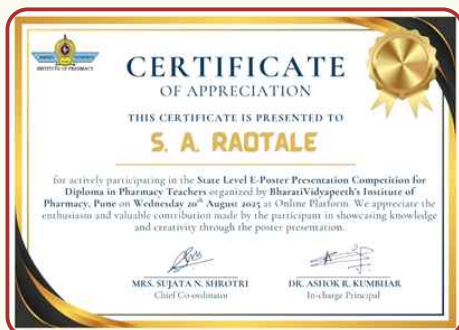 INSTITUTE OF PHARMACY
CERTIFICATE
OF APPRECIATION
THIS CERTIFICATE IS PRESENTED TO
S. A. RAOTALE
for actively participating in the State Level E-Poster Presentation Competition for
Diploma in Pharmacy Teachers organized by BharatiVidyapeeth's Institute of
Pharmacy, Pune on Wednesday 20th August 2025 at Online Platform. We appreciate the
enthusiasm and valuable contribution made by the participant in showcasing knowledge
and creativity through the poster presentation.
MRS. SUJATA N. SHROTRI
DR. ASHOK R. KUMBHAR
Chief Co-ordinator
In-charge Principal